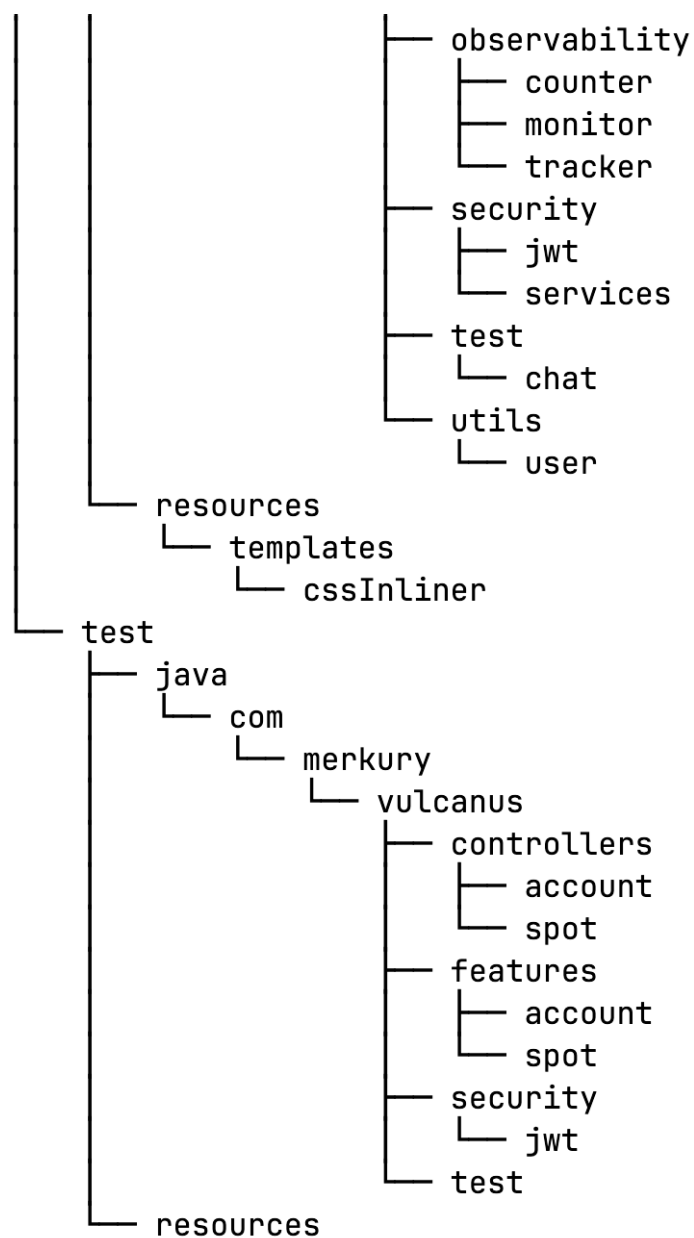 observability
counter
monitor
tracker
security
jwt
services
test
chat
utils
user
resources
templates
cssInliner
test
java
com
merkury
vulcanus
controllers
account
spot
features
account
spot
security
jwt
test
resources